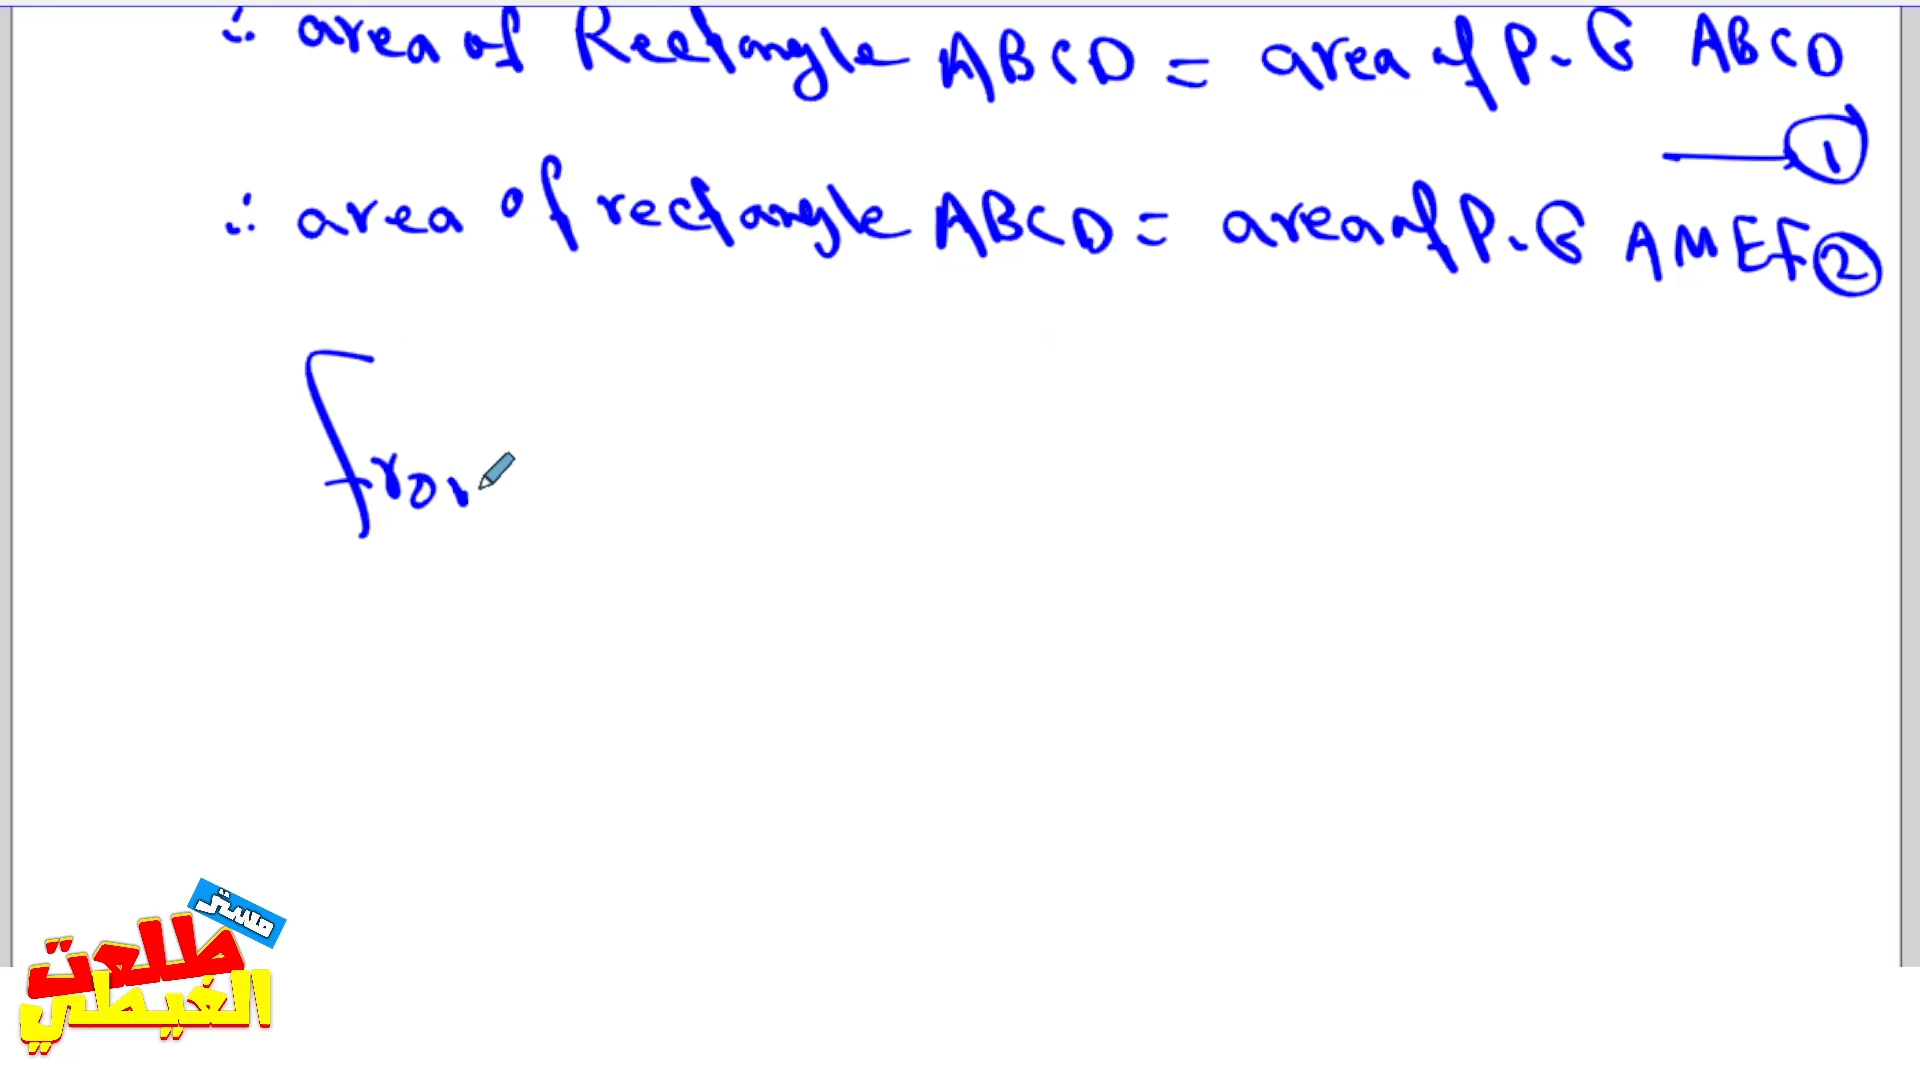 ∴ area of Rectangle ABCD = area of P.G ABCD
①
∴ area of rectangle ABCD = area of P.G AMEF ②
from
مستر
طلعت
الغيطي